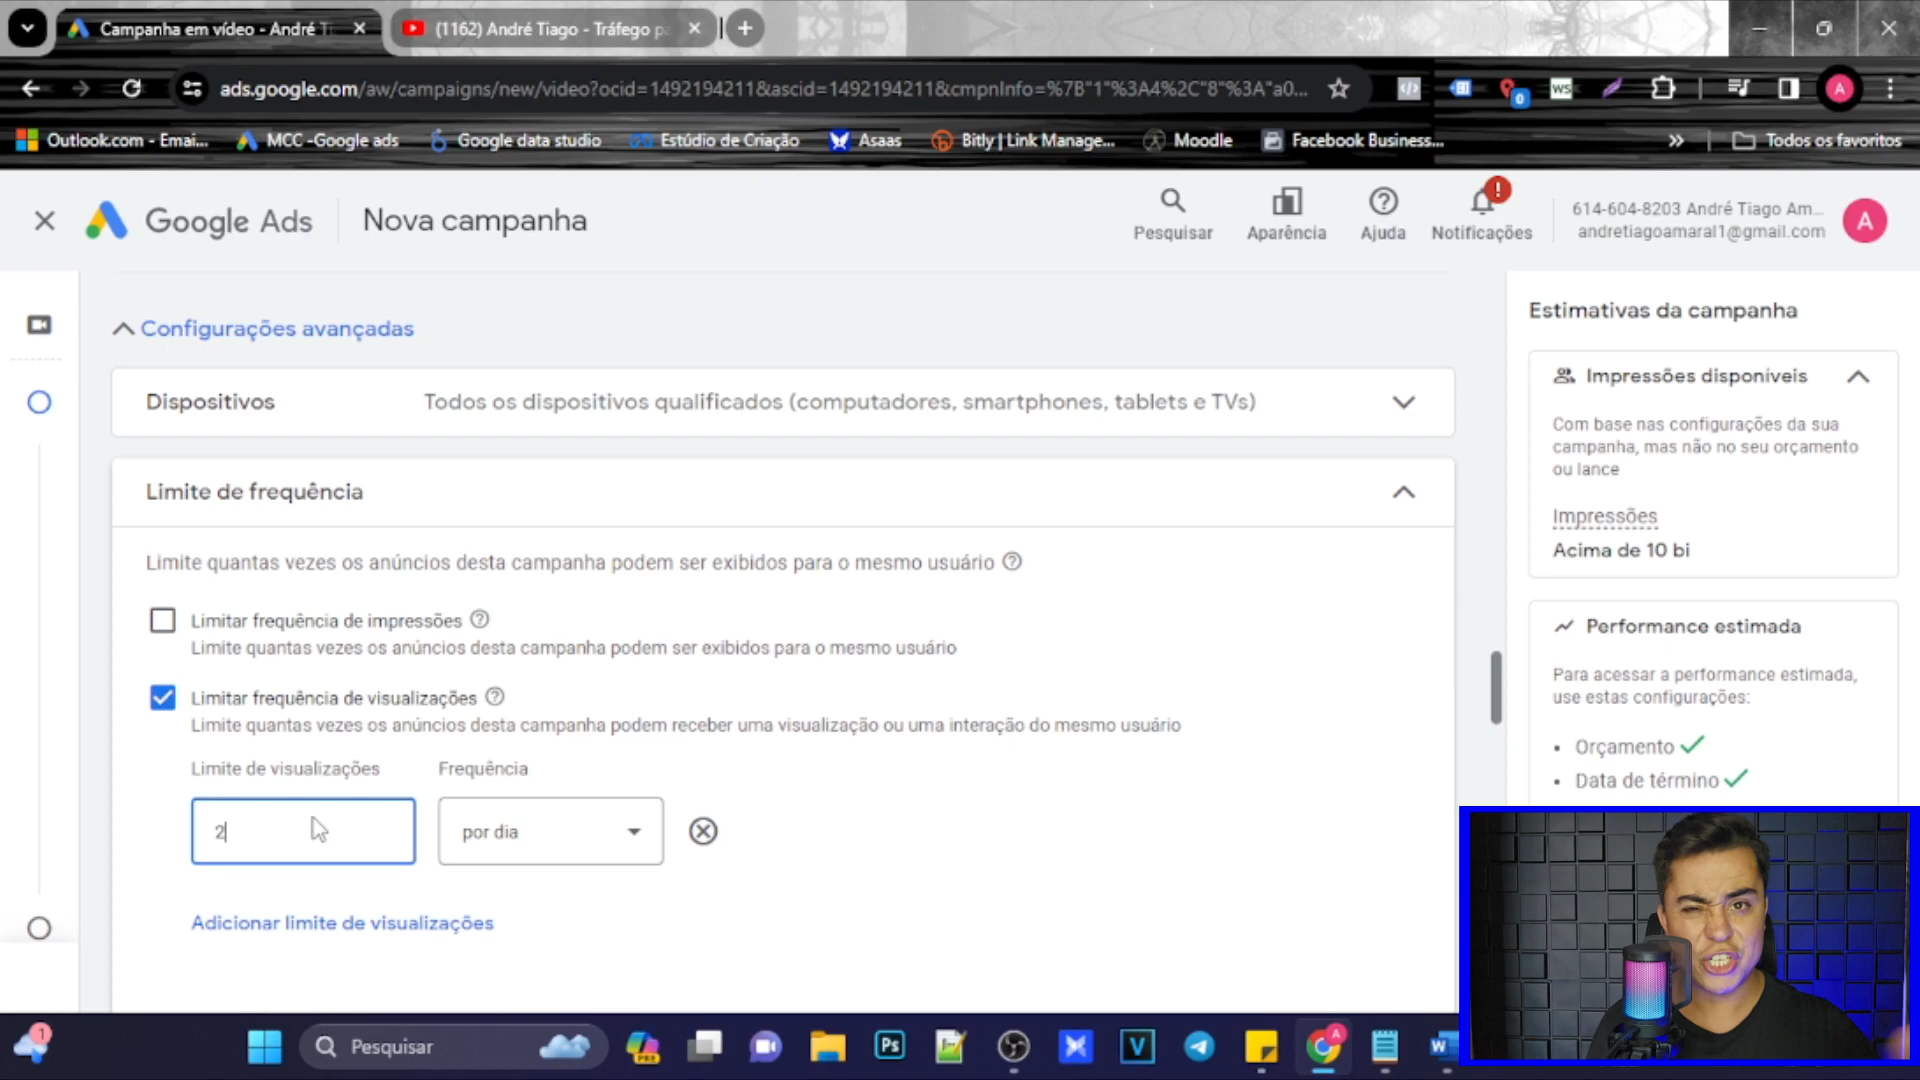 Campanha em vídeo - André T
(1162) André Tiago - Tráfego pa
ads.google.com/aw/campaigns/new/video?ocid=1492194211&ascid=1492194211&cmpnInfo=%7B"1"%3A4%2C"8"%3A"a0...
0
WS
A
Outlook.com - Emai...
MCC -Google ads
Google data studio
Estúdio de Criação
Asaas
Bitly | Link Manage...
Moodle
Facebook Business...
Todos os favoritos
Google Ads
Nova campanha
Pesquisar
Aparência
Ajuda
Notificações
614-604-8203 André Tiago Am...
andretiagoamaral1@gmail.com
A
Configurações avançadas
Dispositivos
Todos os dispositivos qualificados (computadores, smartphones, tablets e TVs)
Limite de frequência
Limite quantas vezes os anúncios desta campanha podem ser exibidos para o mesmo usuário
Limitar frequência de impressões
Limite quantas vezes os anúncios desta campanha podem ser exibidos para o mesmo usuário
Limitar frequência de visualizações
Limite quantas vezes os anúncios desta campanha podem receber uma visualização ou uma interação do mesmo usuário
Limite de visualizações
Frequência
2
por dia
Adicionar limite de visualizações
Estimativas da campanha
Impressões disponíveis
Com base nas configurações da sua
campanha, mas não no seu orçamento
ou lance
Impressões
Acima de 10 bi
Performance estimada
Para acessar a performance estimada,
use estas configurações:
• Orçamento
• Data de término
1
Pesquisar
PRE
Ps
V
A
W